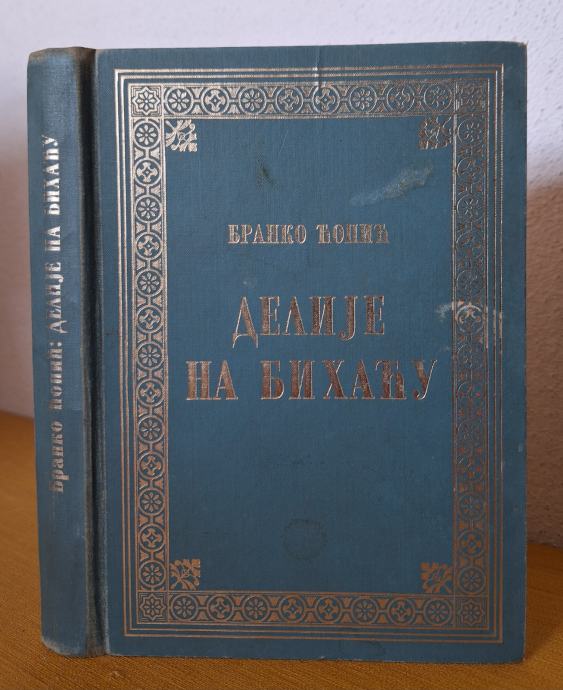 Бранко Ћопић: ДЕЛИЈЕ НА БИХАЋУ
БРАНКО ЋОПИЋ
ДЕЛИЈЕ
НА БИХАЋУ